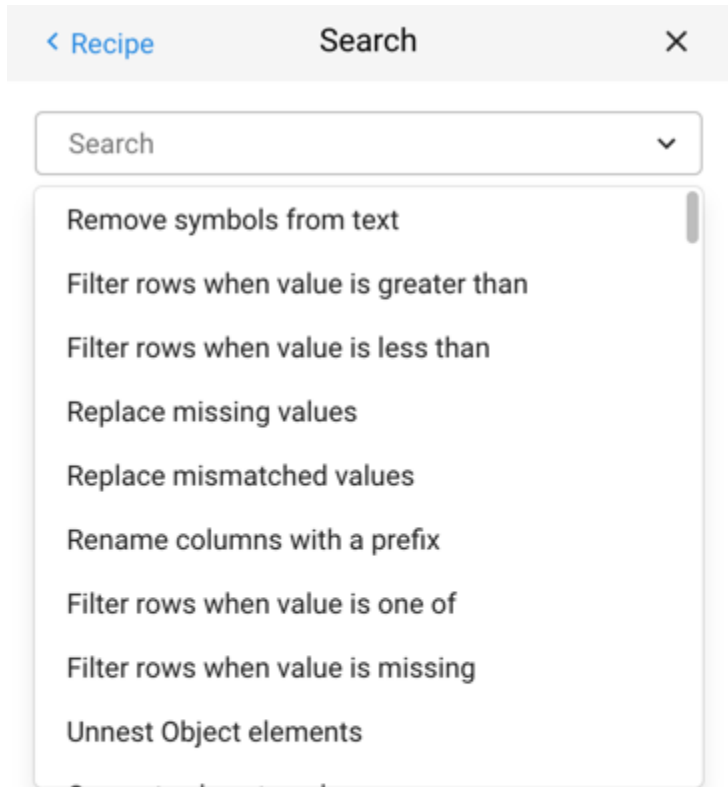 Recipe
Search
Search
Remove symbols from text
Filter rows when value is greater than
Filter rows when value is less than
Replace missing values
Replace mismatched values
Rename columns with a prefix
Filter rows when value is one of
Filter rows when value is missing
Unnest Object elements